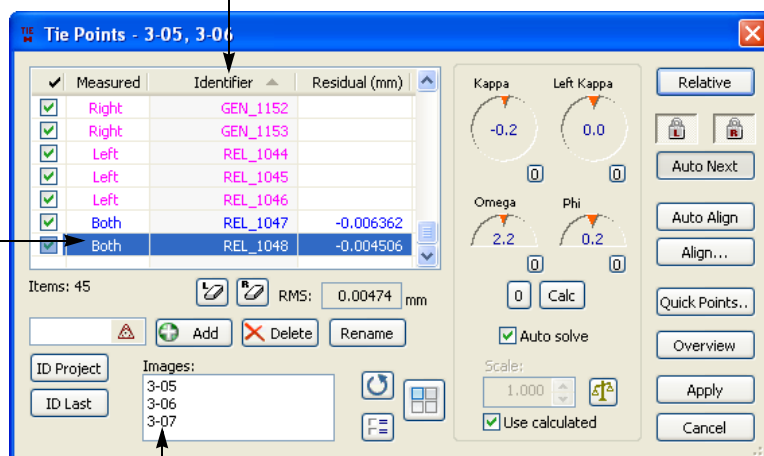 TIE Tie Points - 3-05, 3-06
Measured Identifier Residual (mm)
Right GEN_1152
Right GEN_1153
Left REL_1044
Left REL_1045
Left REL_1046
Both REL_1047 -0.006362
Both REL_1048 -0.004506
Items: 45
L R RMS: 0.00474 mm
Add Delete Rename
ID Project
ID Last
Images:
3-05
3-06
3-07
Kappa Left Kappa
-0.2 0.0
0 0
Omega Phi
2.2 0.2
0 0
0 Calc
Auto solve
Scale:
1.000
Use calculated
Relative
L R
Auto Next
Auto Align
Align...
Quick Points..
Overview
Apply
Cancel